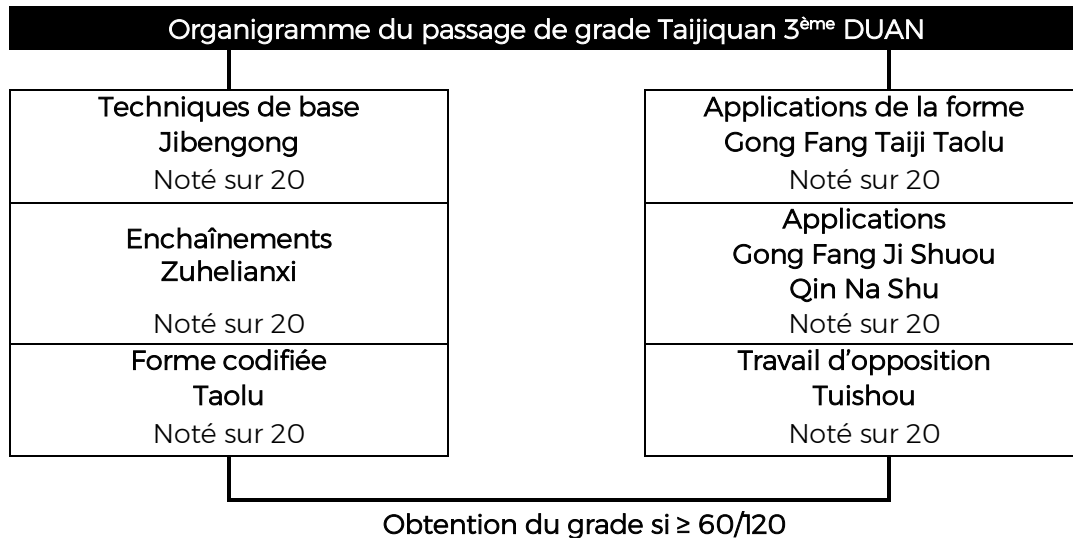 Organigramme du passage de grade Taijiquan 3ème DUAN
Techniques de base
Jibengong
Noté sur 20
Enchaînements
Zuhelianxi
Noté sur 20
Forme codifiée
Taolu
Noté sur 20
Applications de la forme
Gong Fang Taiji Taolu
Noté sur 20
Applications
Gong Fang Ji Shuou
Qin Na Shu
Noté sur 20
Travail d’opposition
Tuishou
Noté sur 20
Obtention du grade si ≥ 60/120